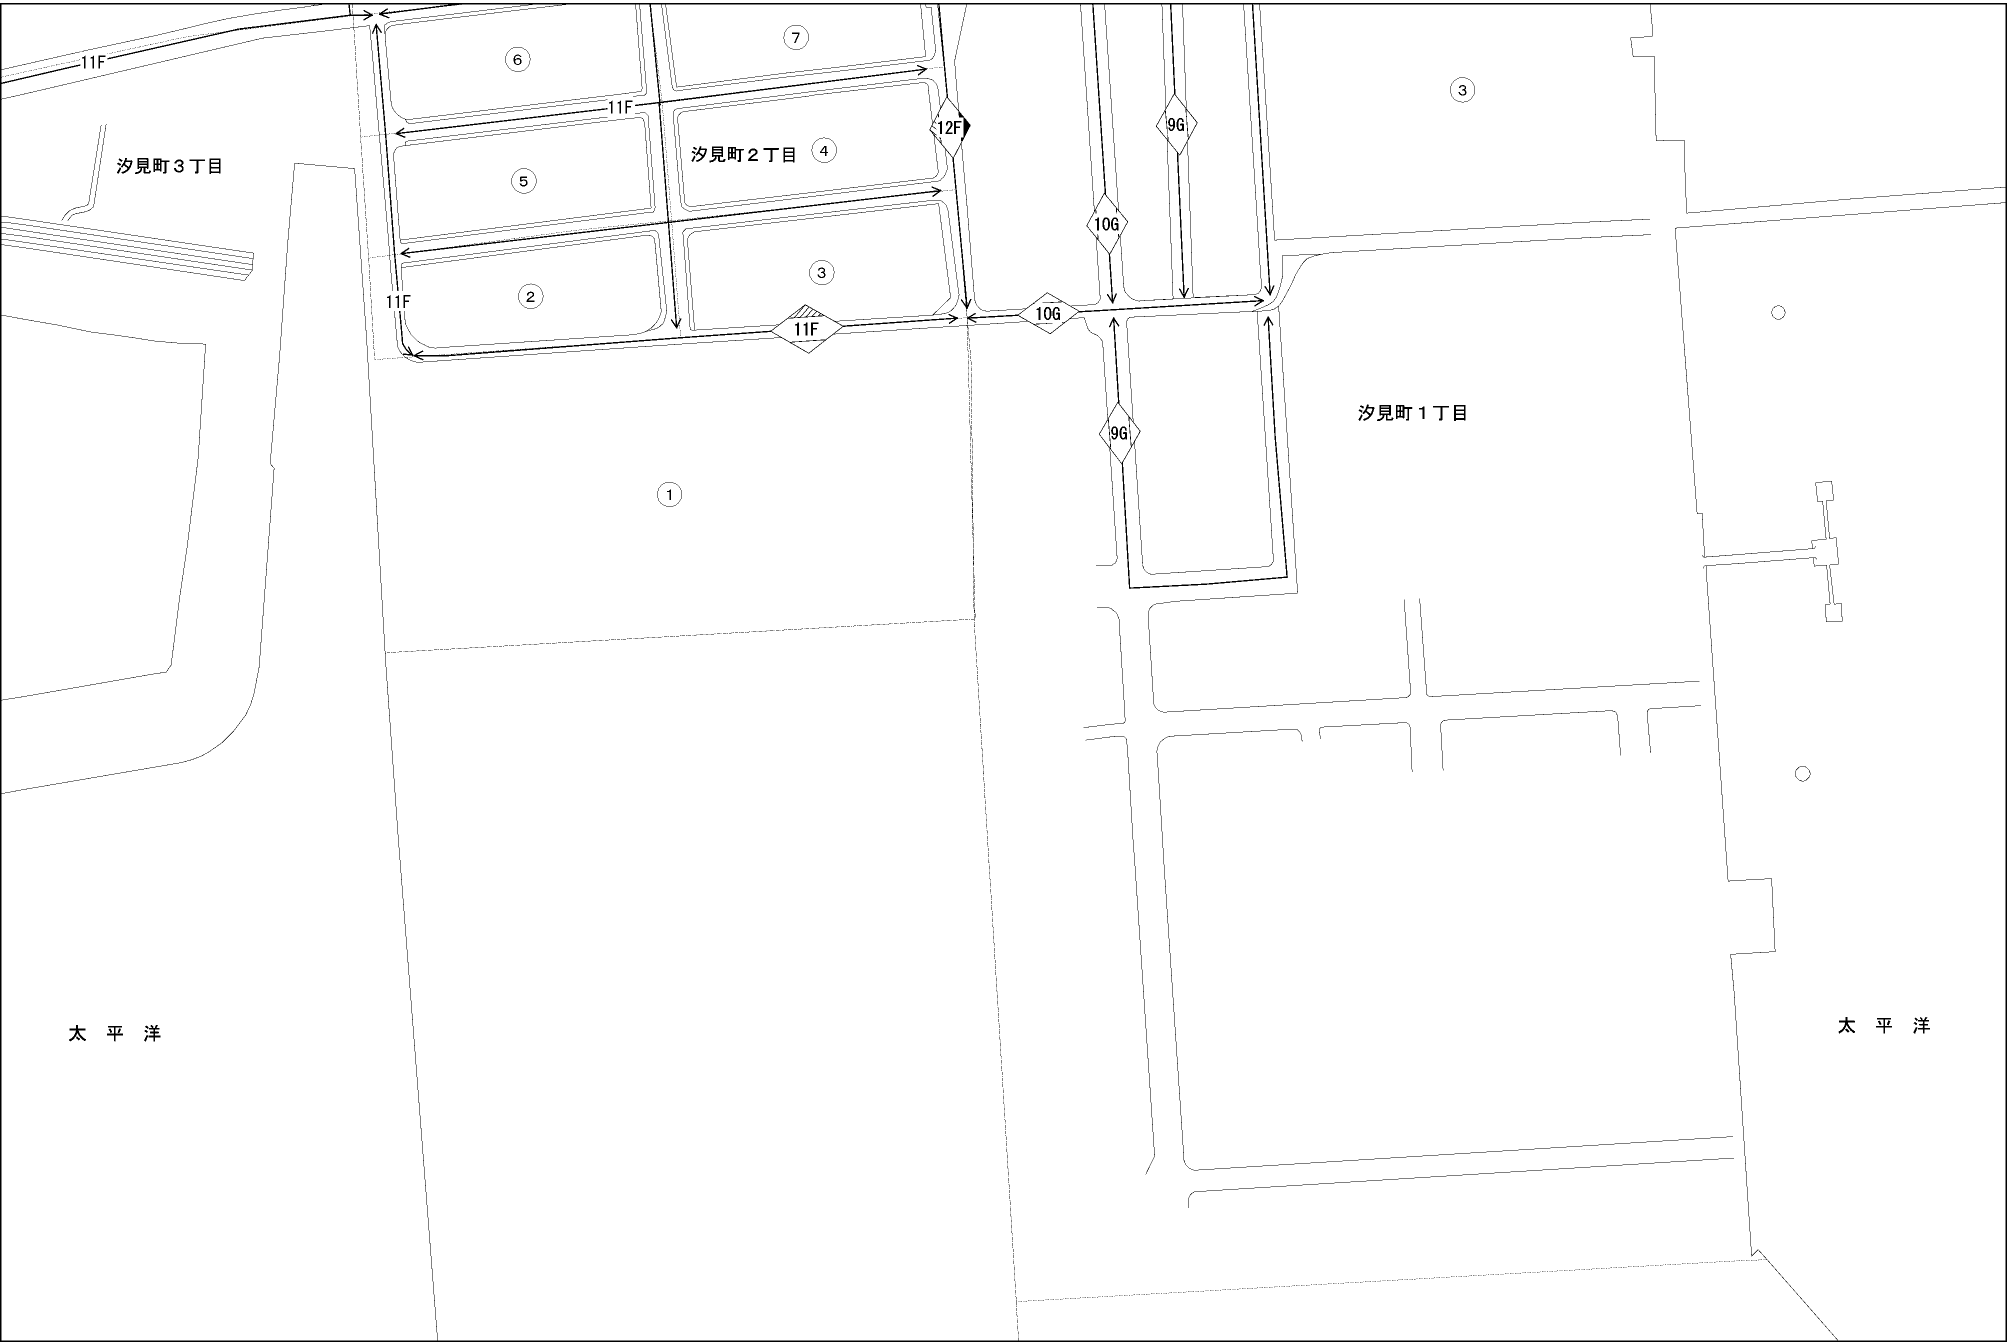 ⑦
⑥
11F
③
11F
12F
9G
汐見町2丁目
④
汐見町3丁目
⑤
10G
③
②
11F
10G
11F
汐見町1丁目
9G
①
太 平 洋
太 平 洋